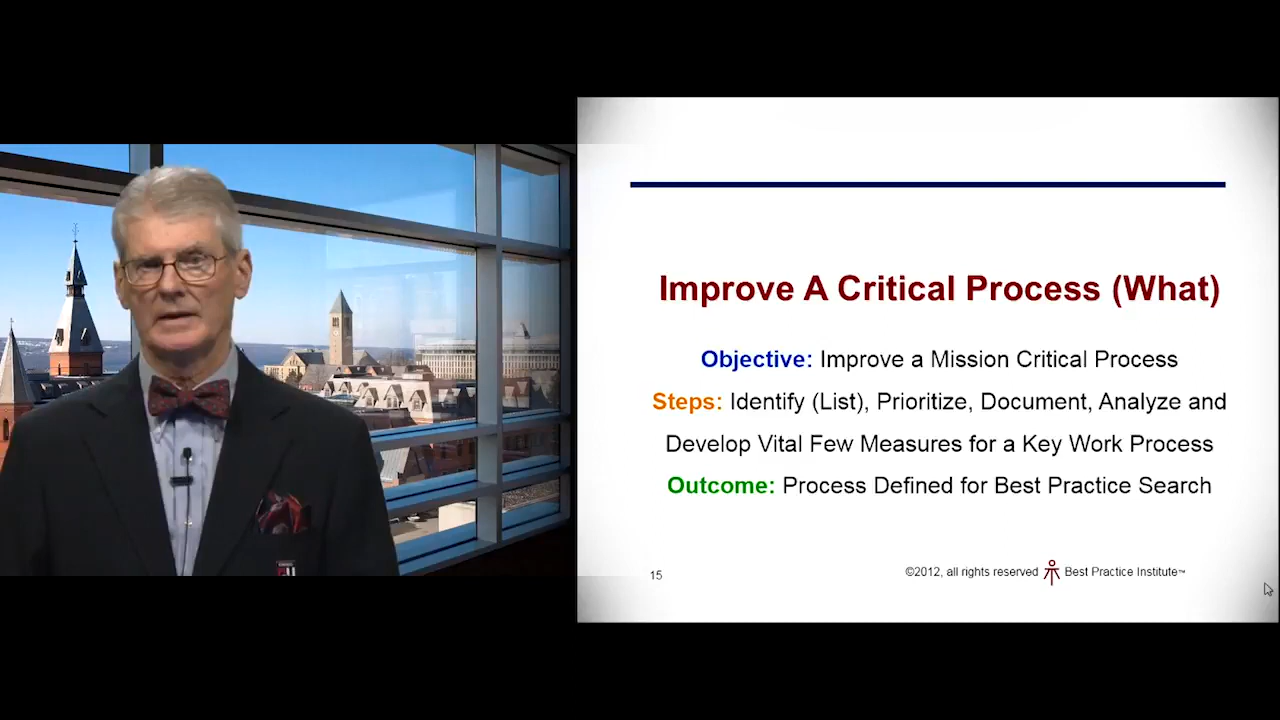 Improve A Critical Process (What)
Objective: Improve a Mission Critical Process
Steps: Identify (List), Prioritize, Document, Analyze and
Develop Vital Few Measures for a Key Work Process
Outcome: Process Defined for Best Practice Search
15
©2012, all rights reserved Best Practice Institute™